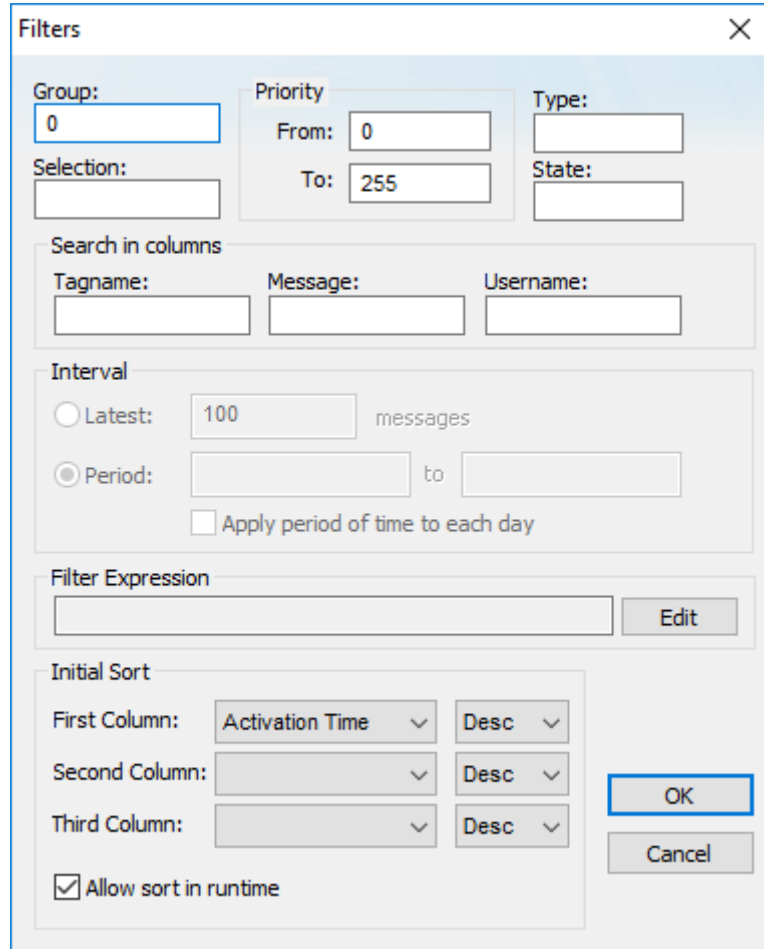 Filters
Group:
0
Selection:
Priority
From: 0
To: 255
Type:
State:
Search in columns
Tagname: Message: Username:
Interval
Latest: 100 messages
Period: to
Apply period of time to each day
Filter Expression
Edit
Initial Sort
First Column: Activation Time Desc
Second Column: Desc
Third Column: Desc
Allow sort in runtime
OK
Cancel